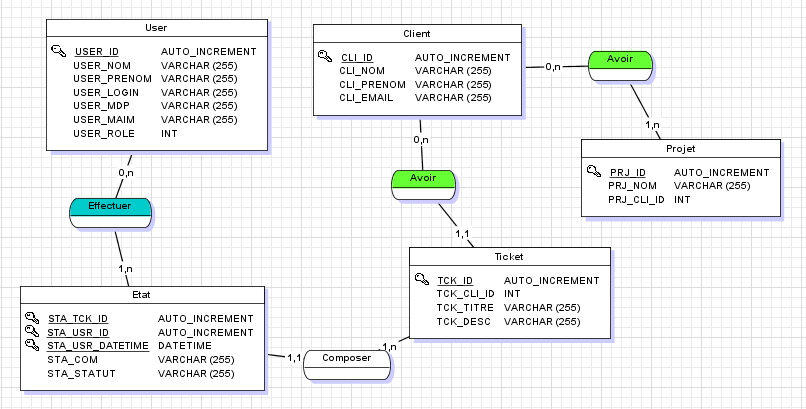 User
USER_ID AUTO_INCREMENT
USER_NOM VARCHAR (255)
USER_PRENOM VARCHAR (255)
USER_LOGIN VARCHAR (255)
USER_MDP VARCHAR (255)
USER_MAIM VARCHAR (255)
USER_ROLE INT
Client
CLI_ID AUTO_INCREMENT
CLI_NOM VARCHAR (255)
CLI_PRENOM VARCHAR (255)
CLI_EMAIL VARCHAR (255)
0,n
Avoir
1,n
Projet
PRJ_ID AUTO_INCREMENT
PRJ_NOM VARCHAR (255)
PRJ_CLI_ID INT
0,n
Effectuer
1,n
0,n
Avoir
1,1
Ticket
TCK_ID AUTO_INCREMENT
TCK_CLI_ID INT
TCK_TITRE VARCHAR (255)
TCK_DESC VARCHAR (255)
Etat
STA_TCK_ID AUTO_INCREMENT
STA_USR_ID AUTO_INCREMENT
STA_USR_DATETIME DATETIME
STA_COM VARCHAR (255)
STA_STATUT VARCHAR (255)
1,1
Composer
1,n